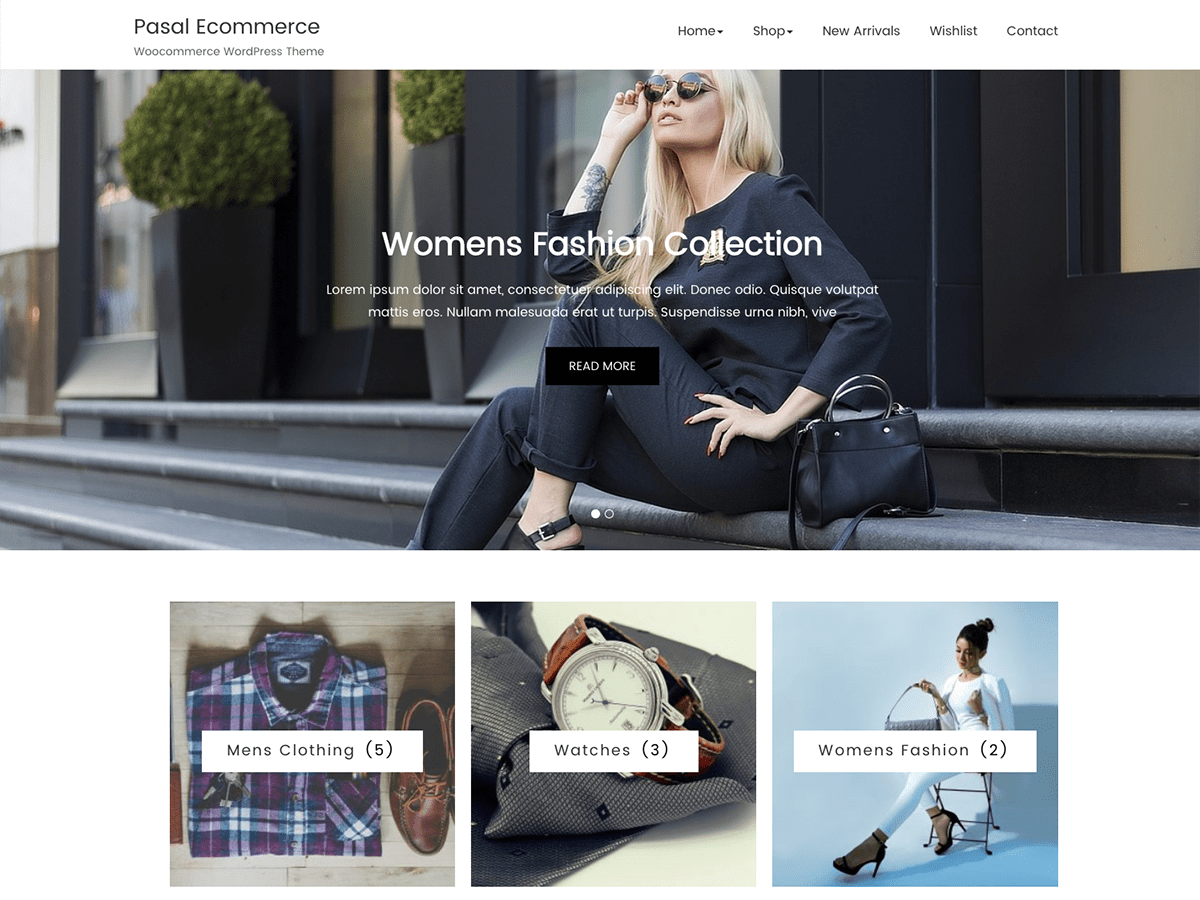 Pasal Ecommerce
Woocommerce WordPress Theme
Home Shop New Arrivals Wishlist Contact
Womens Fashion Collection
Lorem ipsum dolor sit amet, consectetuer adipiscing elit. Donec odio. Quisque volutpat
mattis eros. Nullam malesuada erat ut turpis. Suspendisse urna nibh, vive
READ MORE
Mens Clothing (5)
Watches (3)
Womens Fashion (2)